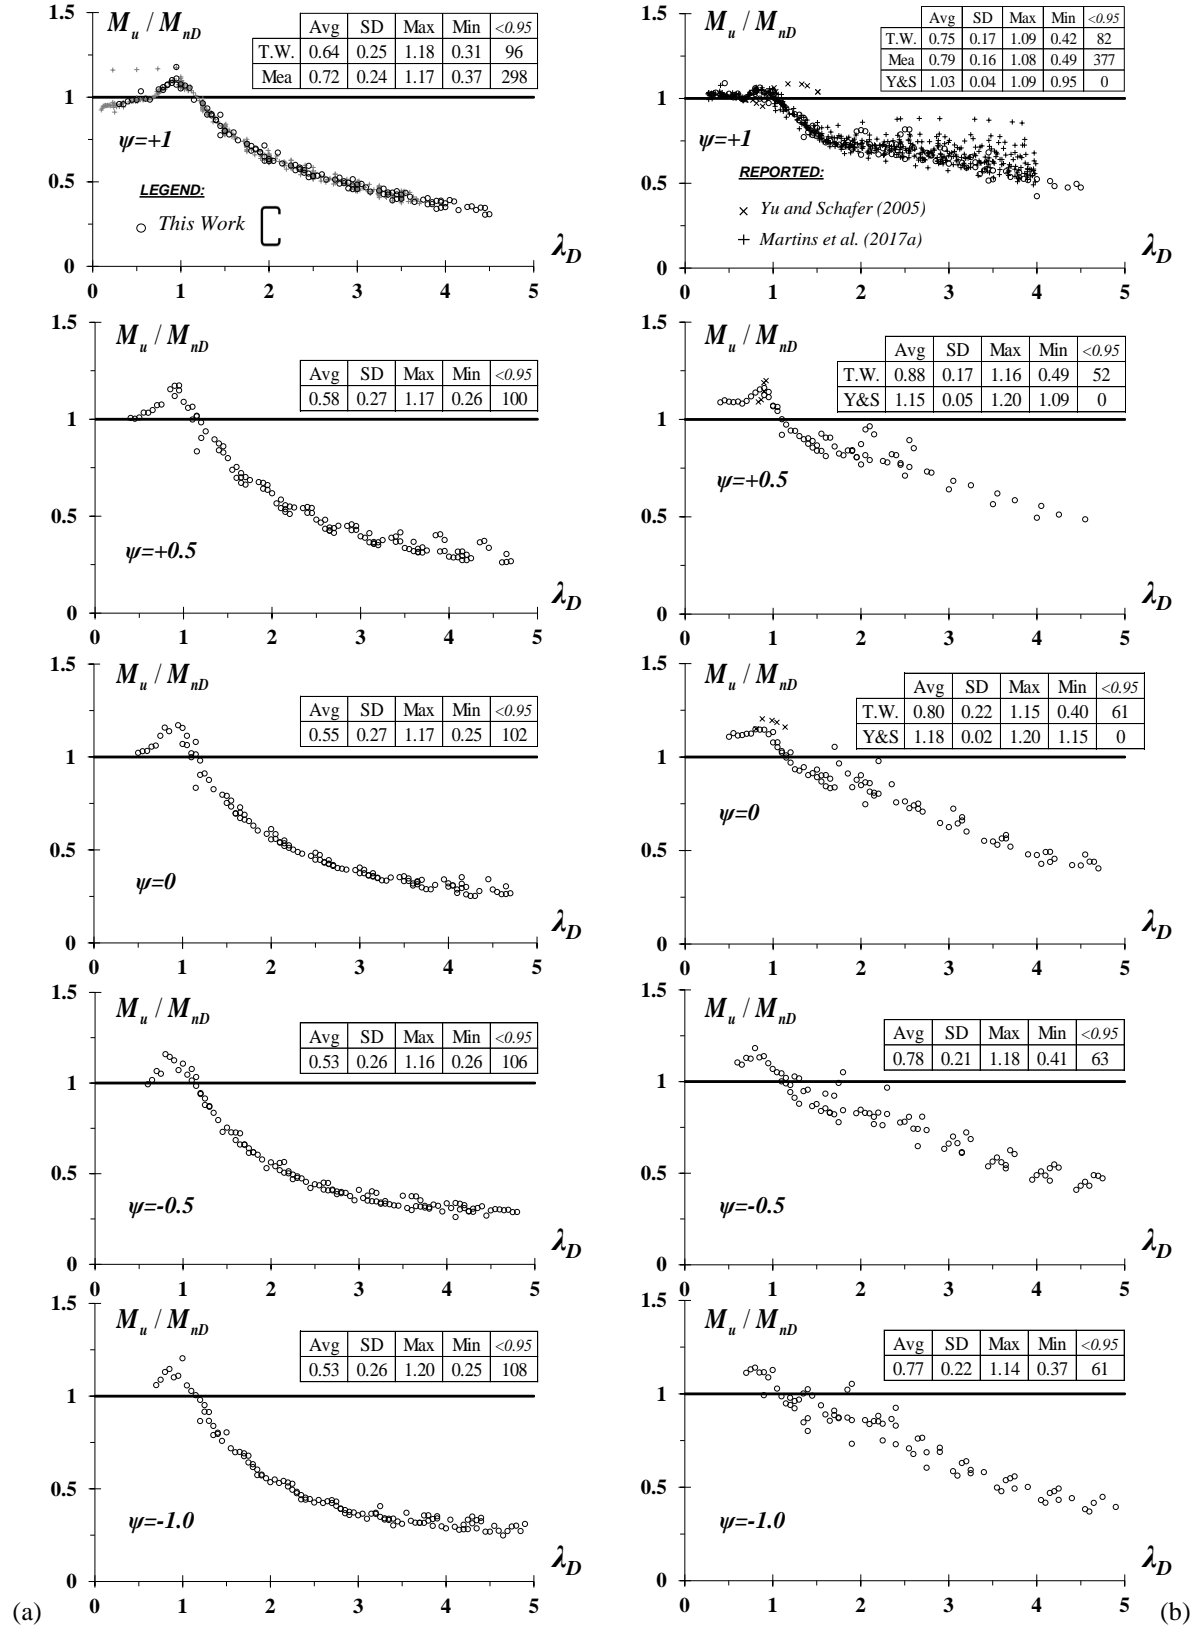 M_u / M_nD
Avg SD Max Min <0.95
T.W. 0.64 0.25 1.18 0.31 96
Mea 0.72 0.24 1.17 0.37 298
1.5
1
0.5
0
ψ=+1
LEGEND:
This Work
λ_D
0 1 2 3 4 5
M_u / M_nD
Avg SD Max Min <0.95
T.W. 0.75 0.17 1.09 0.42 82
Mea 0.79 0.16 1.08 0.49 377
Y&S 1.03 0.04 1.09 0.95 0
1.5
1
0.5
0
ψ=+1
REPORTED:
Yu and Schafer (2005)
Martins et al. (2017a)
λ_D
0 1 2 3 4 5
M_u / M_nD
Avg SD Max Min <0.95
0.58 0.27 1.17 0.26 100
1.5
1
0.5
0
ψ=+0.5
λ_D
0 1 2 3 4 5
M_u / M_nD
Avg SD Max Min <0.95
T.W. 0.88 0.17 1.16 0.49 52
Y&S 1.15 0.05 1.20 1.09 0
1.5
1
0.5
0
ψ=+0.5
λ_D
0 1 2 3 4 5
M_u / M_nD
Avg SD Max Min <0.95
0.55 0.27 1.17 0.25 102
1.5
1
0.5
0
ψ=0
λ_D
0 1 2 3 4 5
M_u / M_nD
Avg SD Max Min <0.95
T.W. 0.80 0.22 1.15 0.40 61
Y&S 1.18 0.02 1.20 1.15 0
1.5
1
0.5
0
ψ=0
λ_D
0 1 2 3 4 5
M_u / M_nD
Avg SD Max Min <0.95
0.53 0.26 1.16 0.26 106
1.5
1
0.5
0
ψ=-0.5
λ_D
0 1 2 3 4 5
M_u / M_nD
Avg SD Max Min <0.95
0.78 0.21 1.18 0.41 63
1.5
1
0.5
0
ψ=-0.5
λ_D
0 1 2 3 4 5
M_u / M_nD
Avg SD Max Min <0.95
0.53 0.26 1.20 0.25 108
1.5
1
0.5
0
ψ=-1.0
λ_D
0 1 2 3 4 5
(a)
M_u / M_nD
Avg SD Max Min <0.95
0.77 0.22 1.14 0.37 61
1.5
1
0.5
0
ψ=-1.0
λ_D
0 1 2 3 4 5
(b)